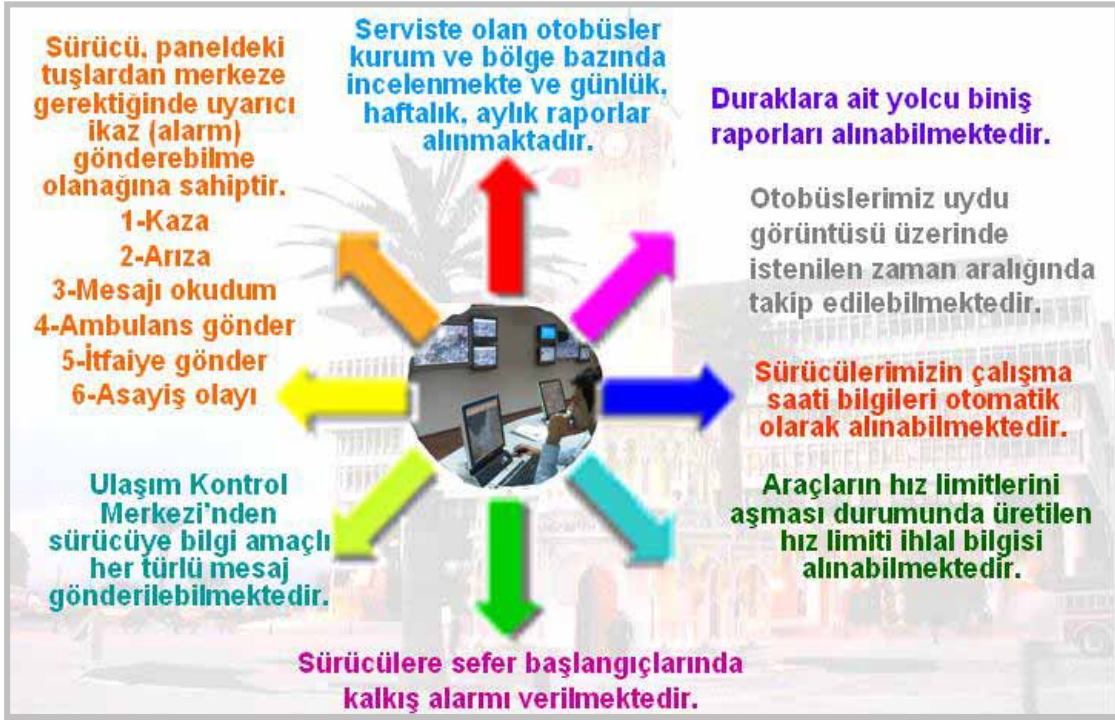 Sürücü, paneldeki
tuşlardan merkeze
gerektiğinde uyarıcı
ikaz (alarm)
gönderebilme
olanağına sahiptir.
1-Kaza
2-Arıza
3-Mesajı okudum
4-Ambulans gönder
5-İtfaiye gönder
6-Asayiş olayı
Serviste olan otobüsler
kurum ve bölge bazında
incelenmekte ve günlük,
haftalık, aylık raporlar
alınmaktadır.
Duraklara ait yolcu biniş
raporları alınabilmektedir.
Otobüslerimiz uydu
görüntüsü üzerinde
istenilen zaman aralığında
takip edilebilmektedir.
Sürücülerimizin çalışma
saati bilgileri otomatik
olarak alınabilmektedir.
Araçların hız limitlerini
aşması durumunda üretilen
hız limiti ihlal bilgisi
alınabilmektedir.
Ulaşım Kontrol
Merkezi'nden
sürücüye bilgi amaçlı
her türlü mesaj
gönderilebilmektedir.
Sürücülere sefer başlangıçlarında
kalkış alarmı verilmektedir.